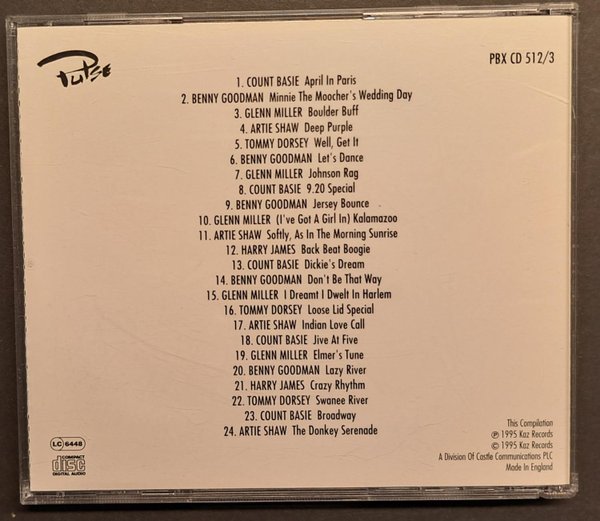 Pulse
PBX CD 512/3
1. COUNT BASIE April In Paris
2. BENNY GOODMAN Minnie The Moocher's Wedding Day
3. GLENN MILLER Boulder Buff
4. ARTIE SHAW Deep Purple
5. TOMMY DORSEY Well, Get It
6. BENNY GOODMAN Let's Dance
7. GLENN MILLER Johnson Rag
8. COUNT BASIE 9.20 Special
9. BENNY GOODMAN Jersey Bounce
10. GLENN MILLER (I've Got A Girl In) Kalamazoo
11. ARTIE SHAW Softly, As In The Morning Sunrise
12. HARRY JAMES Back Beat Boogie
13. COUNT BASIE Dickie's Dream
14. BENNY GOODMAN Don't Be That Way
15. GLENN MILLER I Dreamt I Dwelt In Harlem
16. TOMMY DORSEY Loose Lid Special
17. ARTIE SHAW Indian Love Call
18. COUNT BASIE Jive At Five
19. GLENN MILLER Elmer's Tune
20. BENNY GOODMAN Lazy River
21. HARRY JAMES Crazy Rhythm
22. TOMMY DORSEY Swanee River
23. COUNT BASIE Broadway
24. ARTIE SHAW The Donkey Serenade
LC 6448
COMPACT
disc
DIGITAL AUDIO
This Compilation
℗ 1995 Kaz Records
© 1995 Kaz Records
A Division Of Castle Communications PLC
Made In England